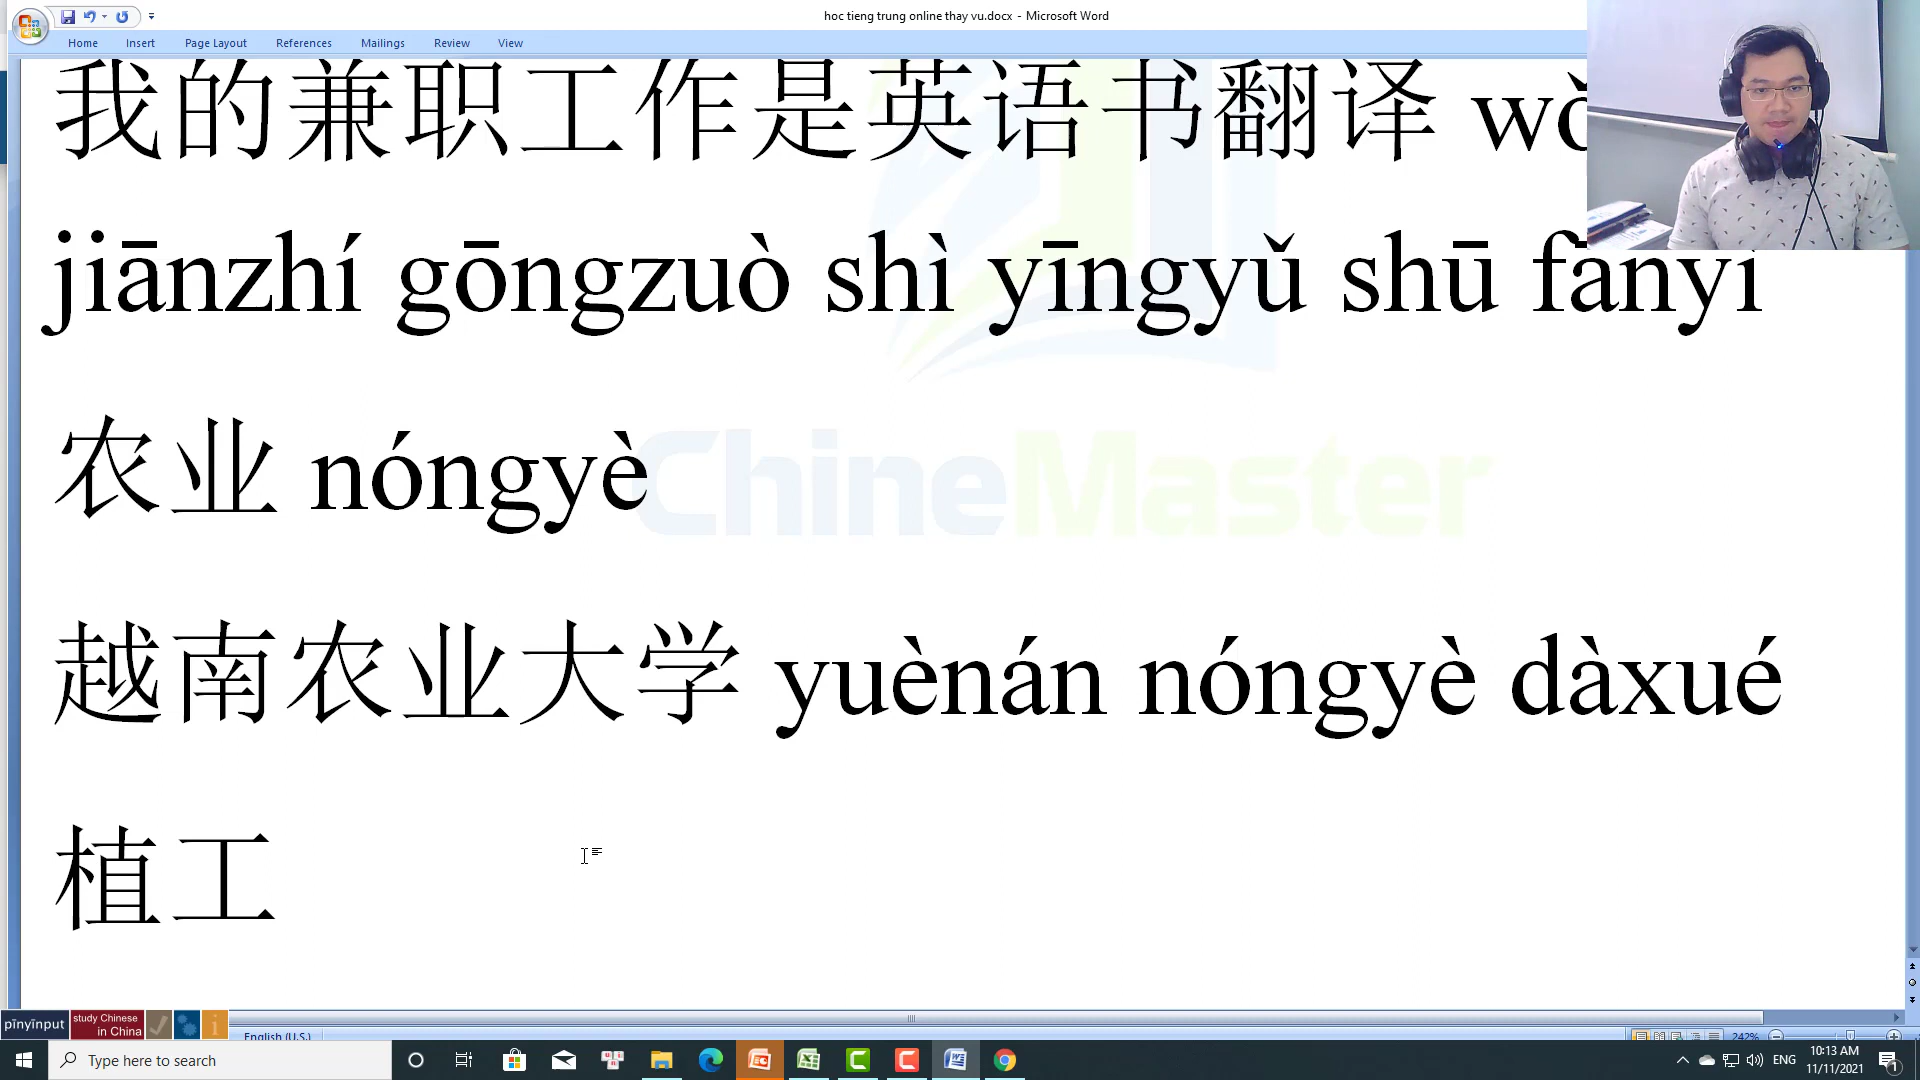 hoc tieng trung online thay vu.docx - Microsoft Word
Home Insert Page Layout References Mailings Review View
我的兼职工作是英语书翻译 wǒ
jiānzhí gōngzuò shì yīngyǔ shū fānyì
农业 nóngyè
ChineMaster
越南农业大学 yuènán nóngyè dàxué
植工
pīnyīnput study Chinese in China
English (U.S.)
242%
Type here to search
ENG
10:13 AM
11/11/2021